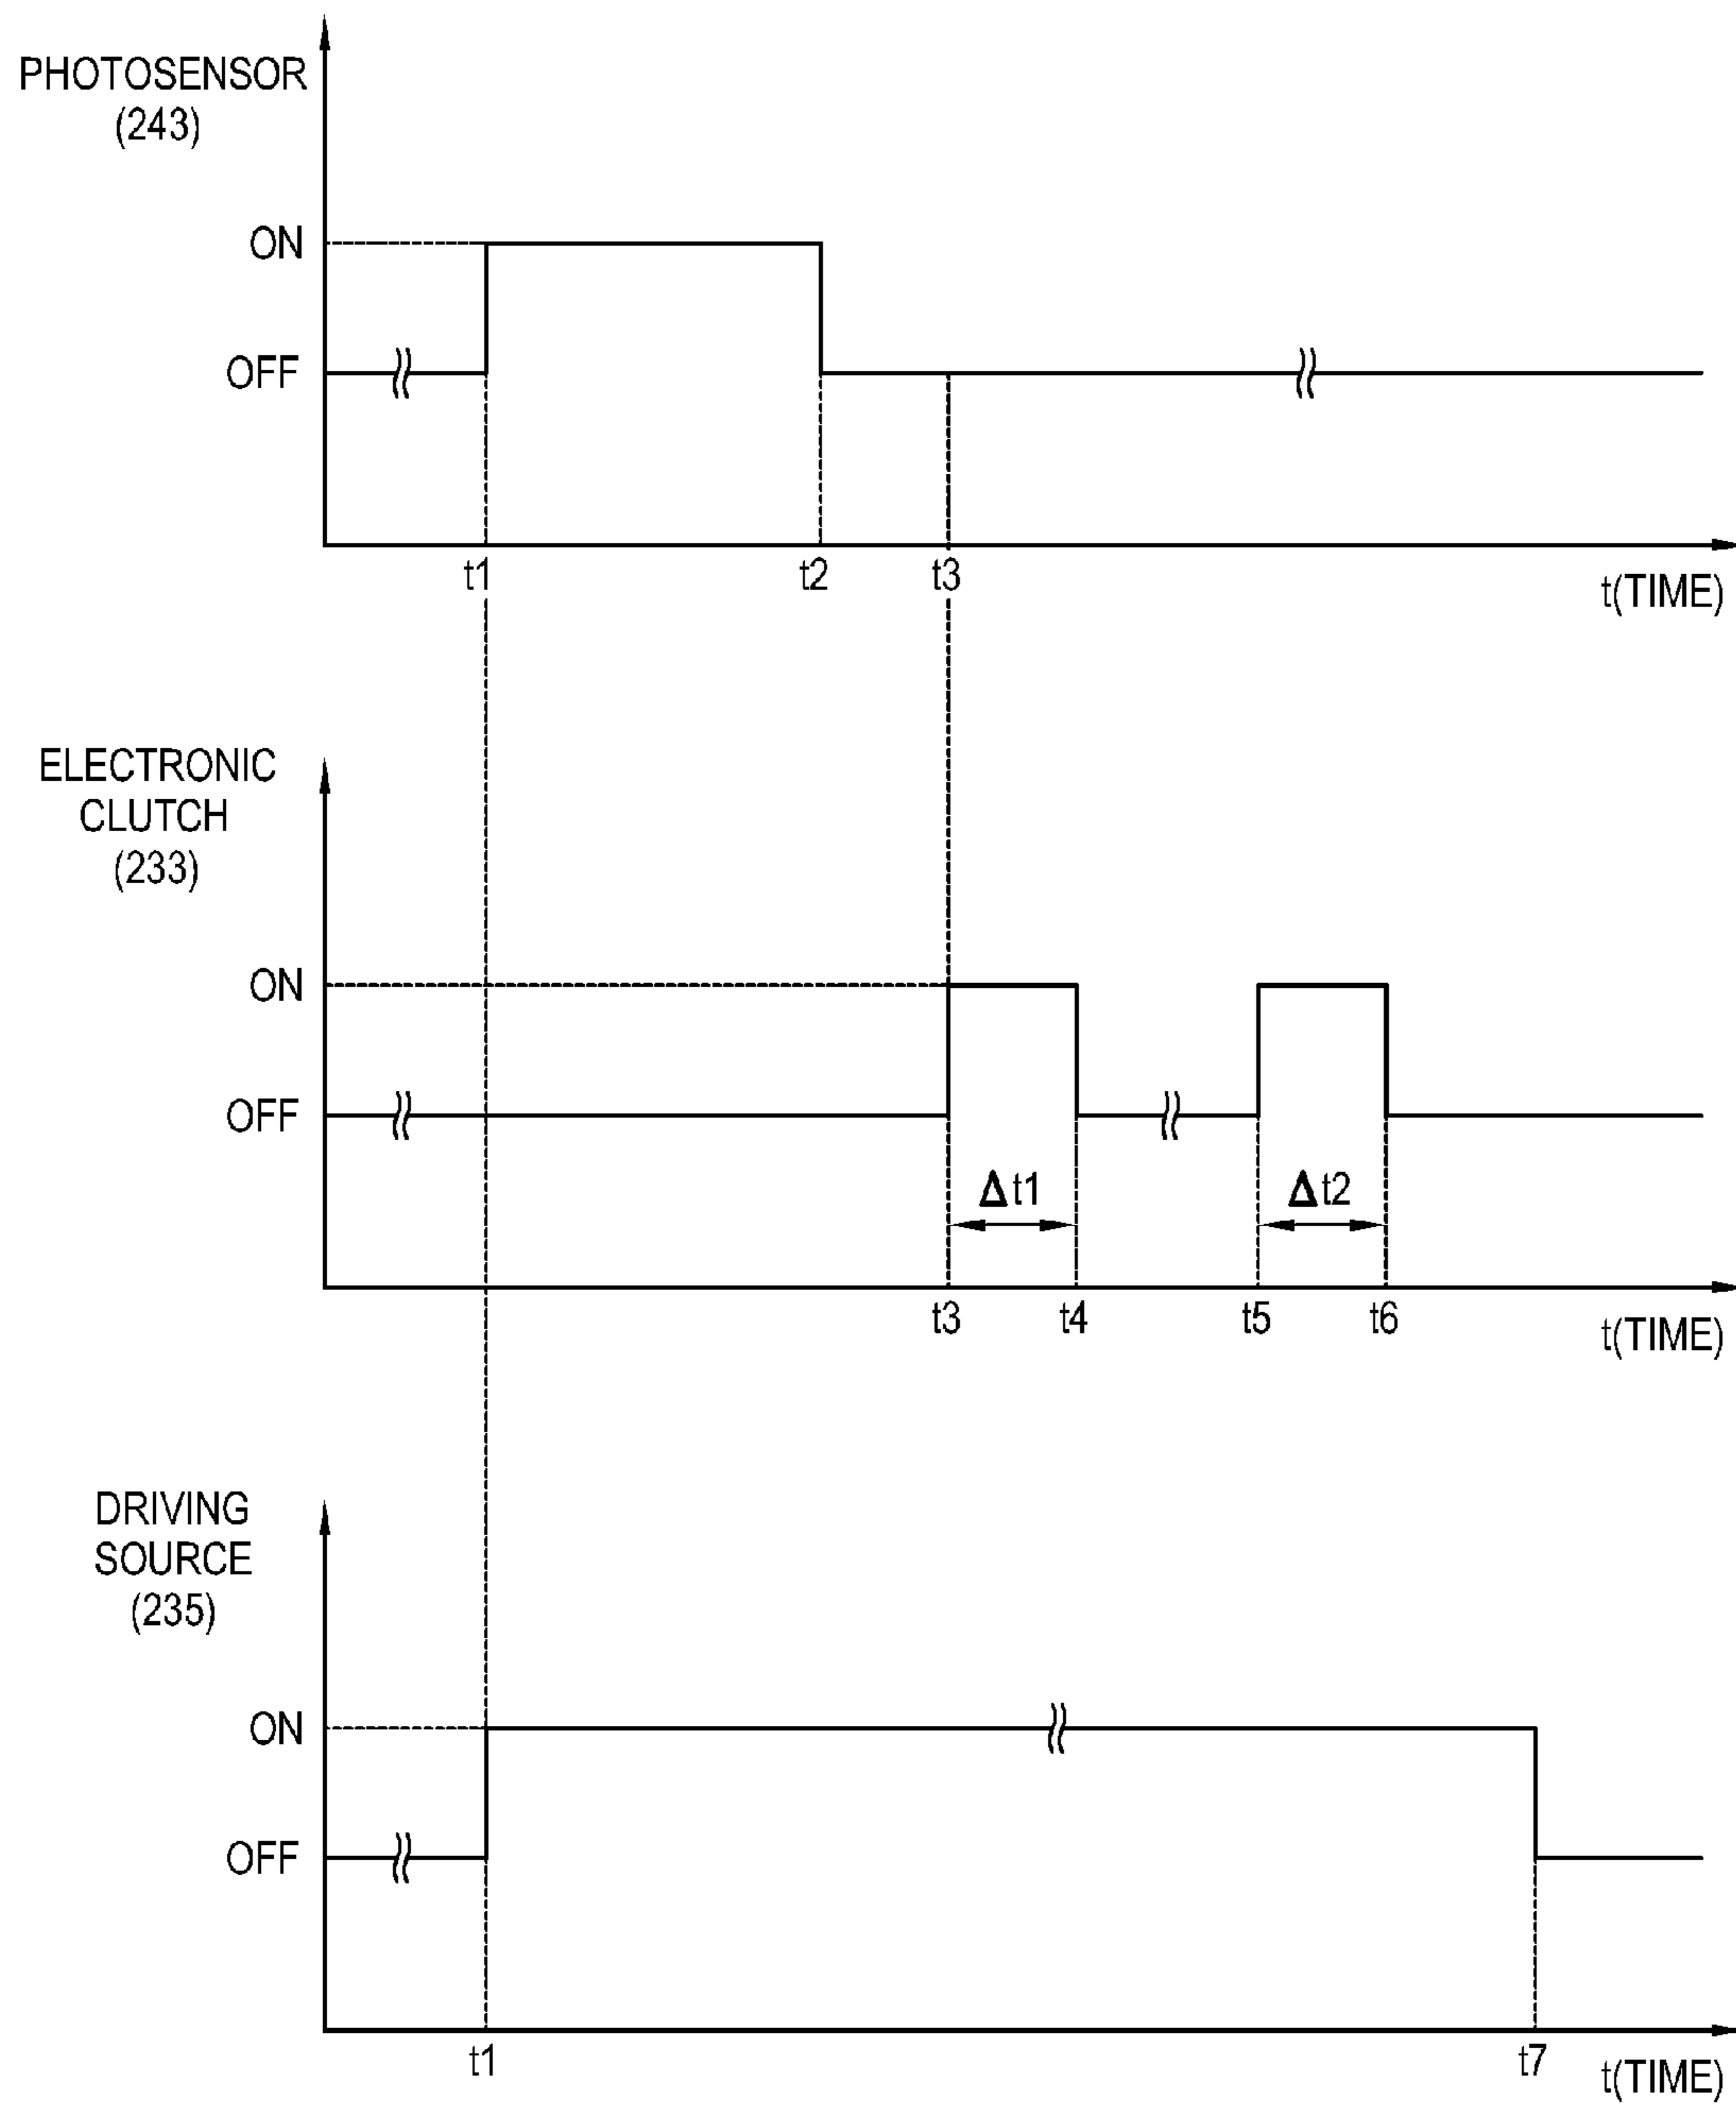 PHOTOSENSOR
(243)
ON
OFF
t1 t2 t3
t(TIME)
ELECTRONIC
CLUTCH
(233)
ON
OFF
Δt1 Δt2
t3 t4 t5 t6
t(TIME)
DRIVING
SOURCE
(235)
ON
OFF
t1 t7
t(TIME)